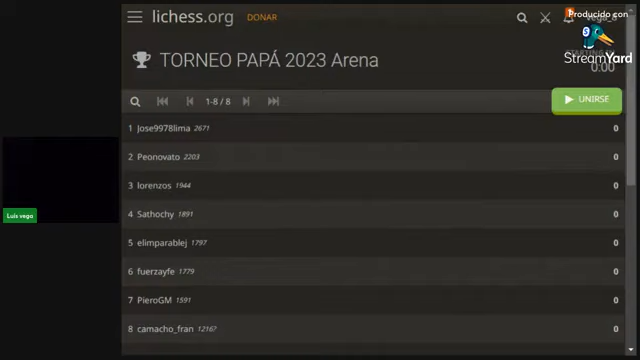 lichess.org DONAR
Producido con
StreamYard
TORNEO PAPÁ 2023 Arena
0:00
1-8 / 8
UNIRSE
1 Jose9978lima 2671 0
2 Peonovato 2203 0
3 lorenzos 1944 0
4 Sathochy 1891 0
5 elimparablej 1797 0
6 fuerzayfe 1779 0
7 PieroGM 1591 0
8 camacho_fran 1216? 0
Luis vega